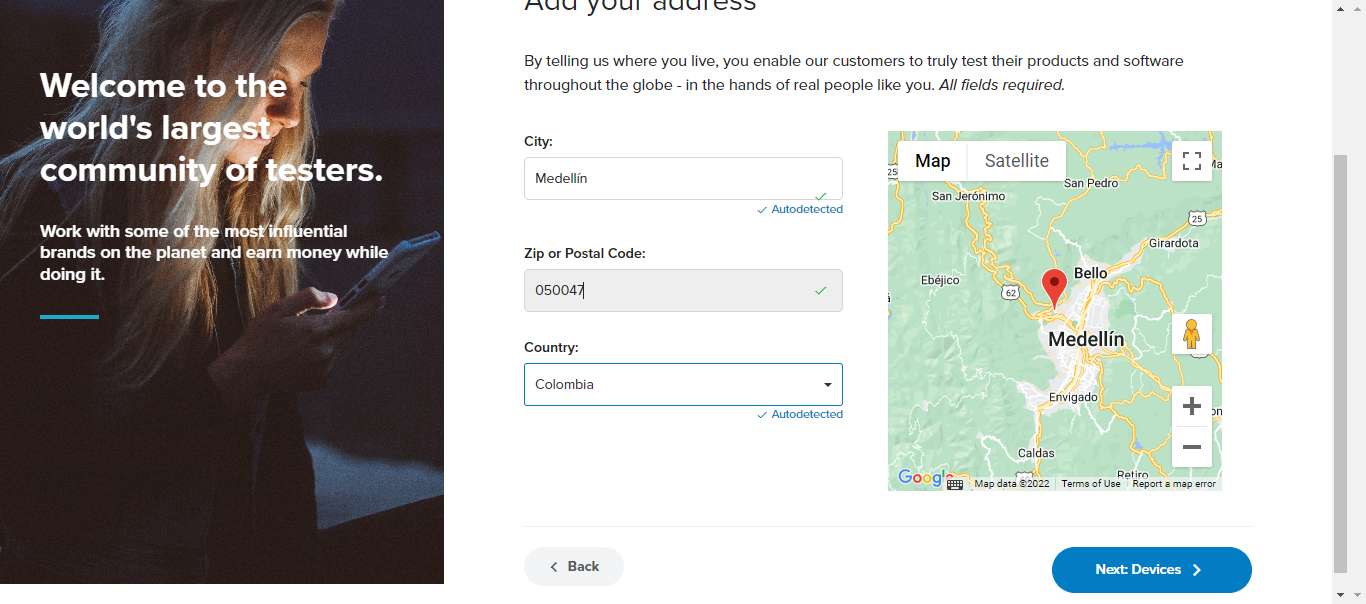 Add your address
Welcome to the
world's largest
community of testers.
Work with some of the most influential
brands on the planet and earn money while
doing it.
By telling us where you live, you enable our customers to truly test their products and software
throughout the globe - in the hands of real people like you. All fields required.
City:
Medellín
Autodetected
Zip or Postal Code:
050047
Country:
Colombia
Autodetected
Map Satellite
25
San Pedro
San Jerónimo
25
Girardota
Bello
Ebéjico
62
Medellín
Envigado
Caldas
Retiro
Google
Map data ©2022 Terms of Use Report a map error
Back
Next: Devices